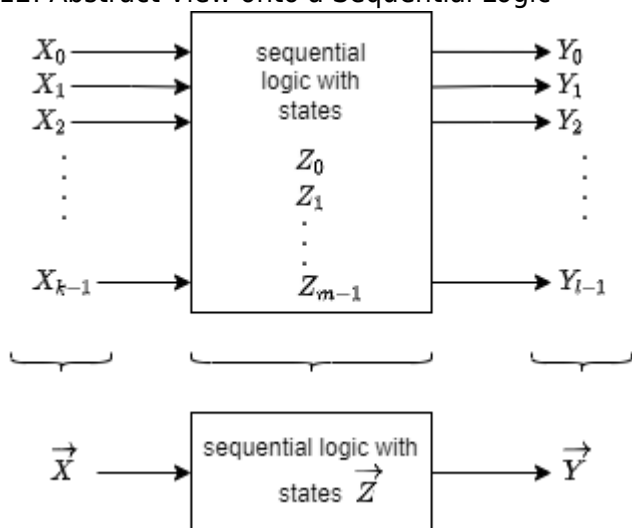 Abstract View onto a Sequential Logic
X₀ sequential Y₀
X₁ logic with Y₁
X₂ states Y₂
Z₀
Z₁
Xₖ₋₁ Zₘ₋₁ Yₗ₋₁
X⃗ sequential logic with Y⃗
states Z⃗